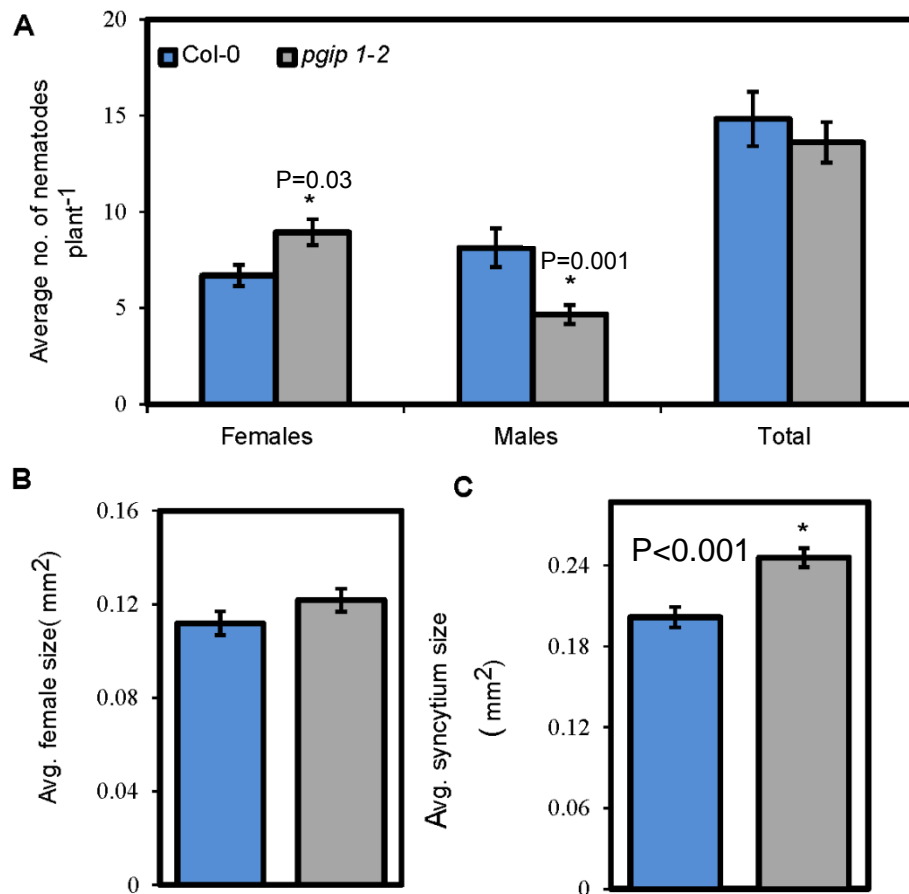 A
Average no. of nematodes
plant-1
20
15
10
5
0
Col-0
pgip 1-2
P=0.03
*
P=0.001
*
Females
Males
Total
B
Avg. female size( mm2)
0.16
0.12
0.08
0.04
0
C
Avg. syncytium size
( mm2)
P<0.001
*
0.24
0.18
0.12
0.06
0